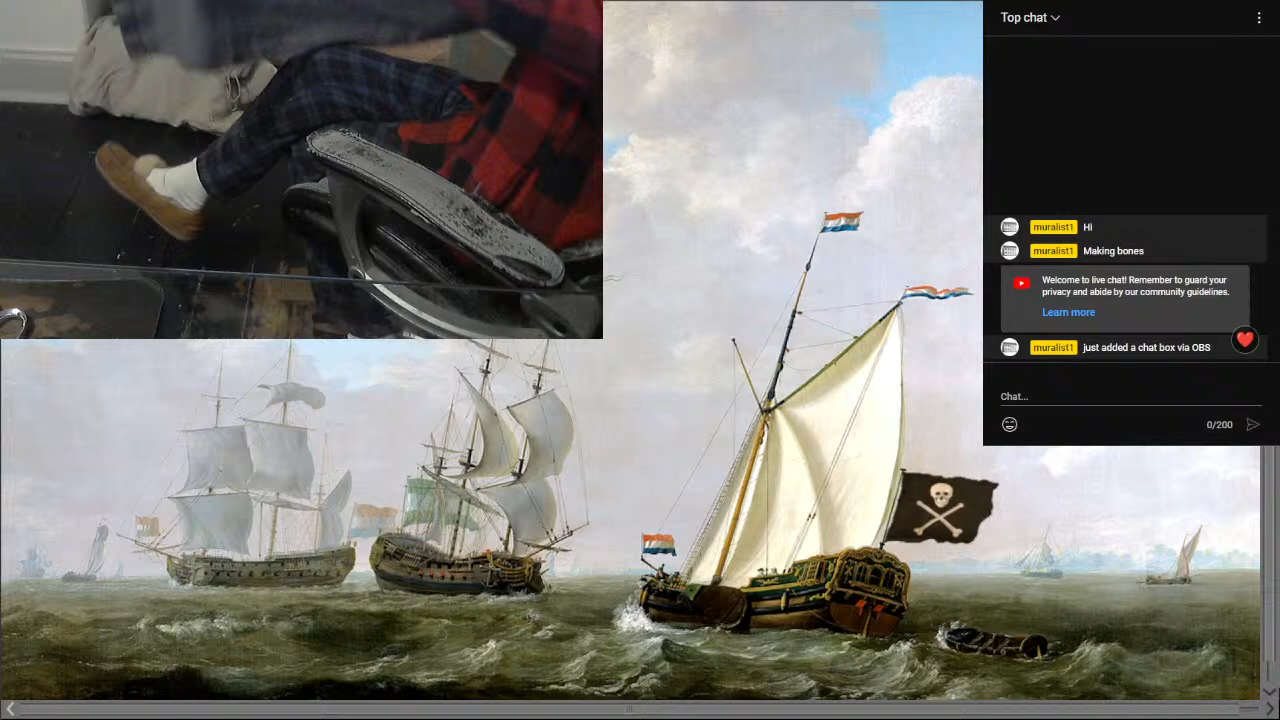 Top chat
muralist1 Hi
muralist1 Making bones
Welcome to live chat! Remember to guard your
privacy and abide by our community guidelines.
Learn more
muralist1 just added a chat box via OBS
Chat...
0/200